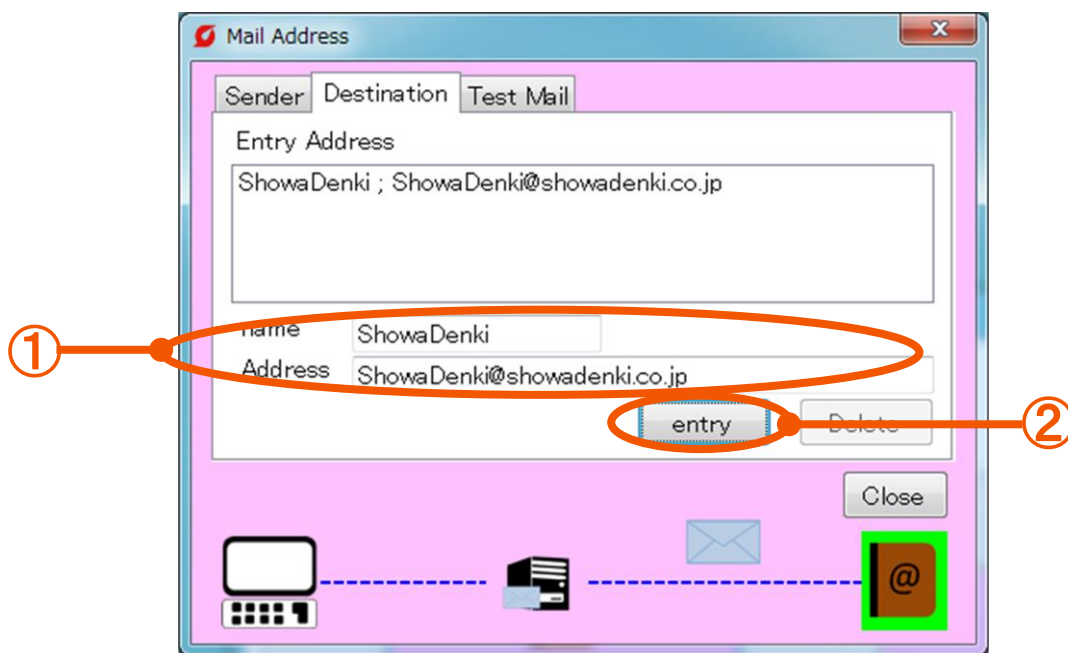 Mail Address
Sender Destination Test Mail
Entry Address
ShowaDenki ; ShowaDenki@showadenki.co.jp
name ShowaDenki
①
Address ShowaDenki@showadenki.co.jp
entry Delete ②
Close
@